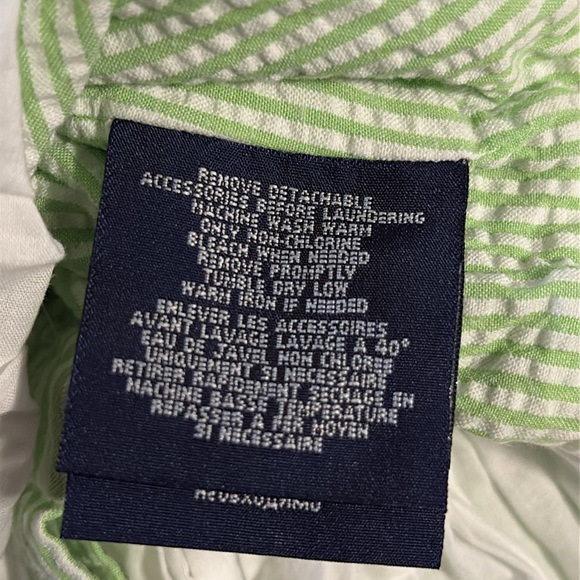 REMOVE DETACHABLE
ACCESSORIES BEFORE LAUNDERING
MACHINE WASH WARM
ONLY NON-CHLORINE
BLEACH WHEN NEEDED
REMOVE PROMPTLY
TUMBLE DRY LOW
WARM IRON IF NEEDED
ENLEVER LES ACCESSOIRES
AVANT LAVAGE LAVAGE A 40°
EAU DE JAVEL NON CHLORÉ
UNIQUEMENT SI NECESSAIRE
RETIRER RAPIDEMENT SECHAGE EN
MACHINE BASSE TEMPERATURE
REPASSER A FER MOYEN
SI NECESSAIRE